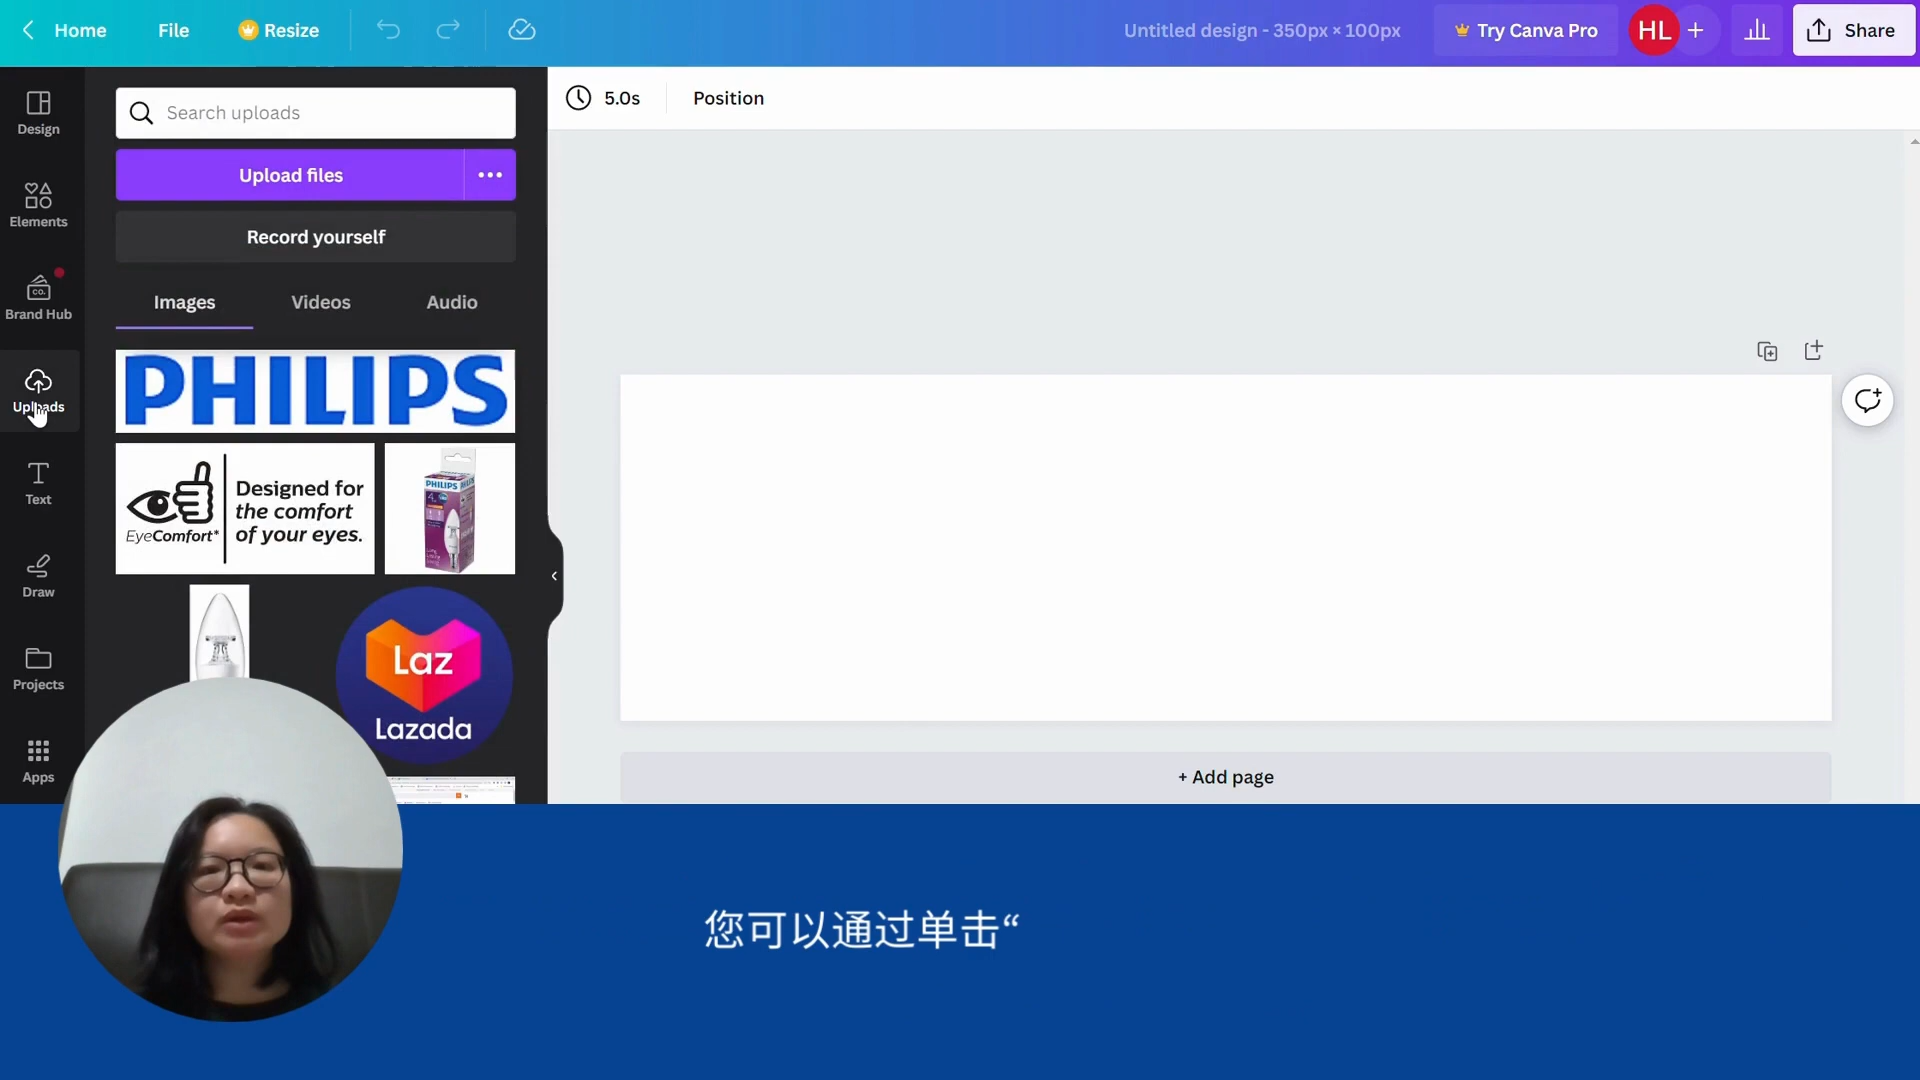 Home
File
Resize
Untitled design - 350px × 100px
Try Canva Pro
HL
Share
Design
Elements
Brand Hub
Uploads
Text
Draw
Projects
Apps
Search uploads
Upload files
Record yourself
Images
Videos
Audio
PHILIPS
EyeComfort*
Designed for
the comfort
of your eyes.
PHILIPS
Laz
Lazada
5.0s
Position
+ Add page
您可以通过单击“